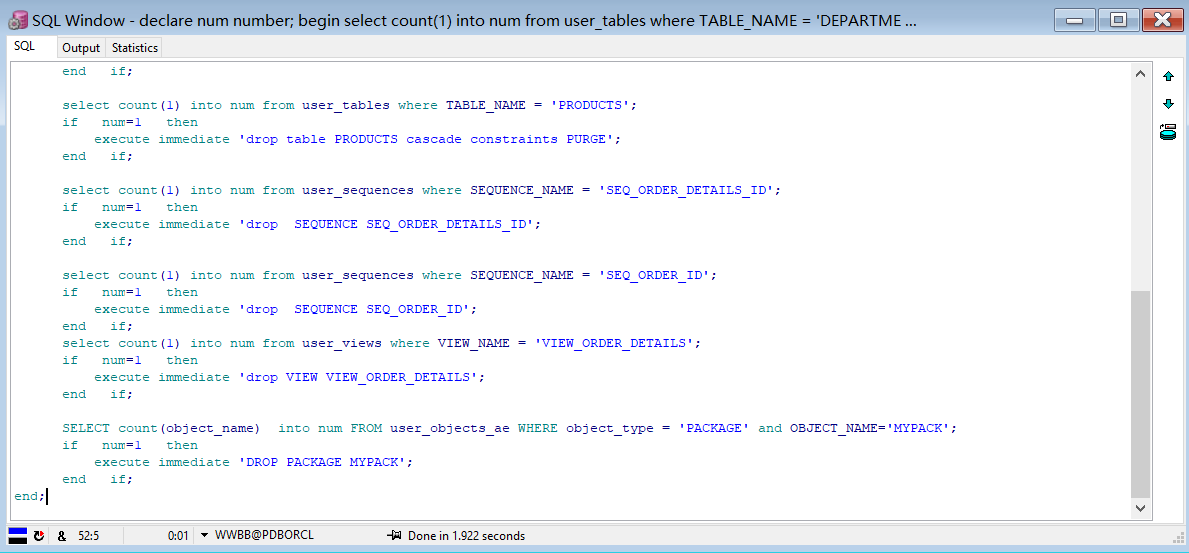 SQL Window - declare num number; begin select count(1) into num from user_tables where TABLE_NAME = 'DEPARTME ...
SQL Output Statistics
end if;
select count(1) into num from user_tables where TABLE_NAME = 'PRODUCTS';
if num=1 then
execute immediate 'drop table PRODUCTS cascade constraints PURGE';
end if;
select count(1) into num from user_sequences where SEQUENCE_NAME = 'SEQ_ORDER_DETAILS_ID';
if num=1 then
execute immediate 'drop SEQUENCE SEQ_ORDER_DETAILS_ID';
end if;
select count(1) into num from user_sequences where SEQUENCE_NAME = 'SEQ_ORDER_ID';
if num=1 then
execute immediate 'drop SEQUENCE SEQ_ORDER_ID';
end if;
select count(1) into num from user_views where VIEW_NAME = 'VIEW_ORDER_DETAILS';
if num=1 then
execute immediate 'drop VIEW VIEW_ORDER_DETAILS';
end if;
SELECT count(object_name) into num FROM user_objects_ae WHERE object_type = 'PACKAGE' and OBJECT_NAME='MYPACK';
if num=1 then
execute immediate 'DROP PACKAGE MYPACK';
end if;
end;
& 52:5 0:01 WWBB@PDBORCL Done in 1.922 seconds